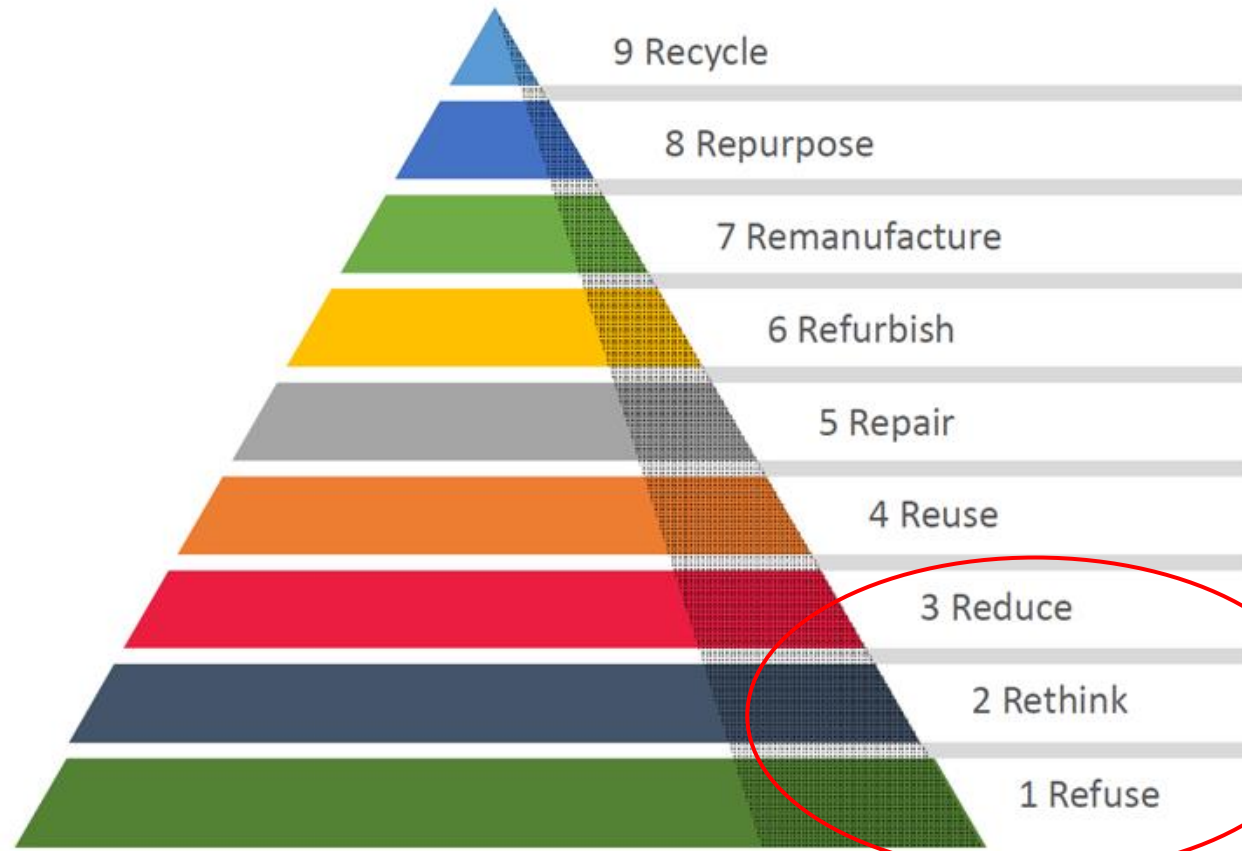 9 Recycle
8 Repurpose
7 Remanufacture
6 Refurbish
5 Repair
4 Reuse
3 Reduce
2 Rethink
1 Refuse